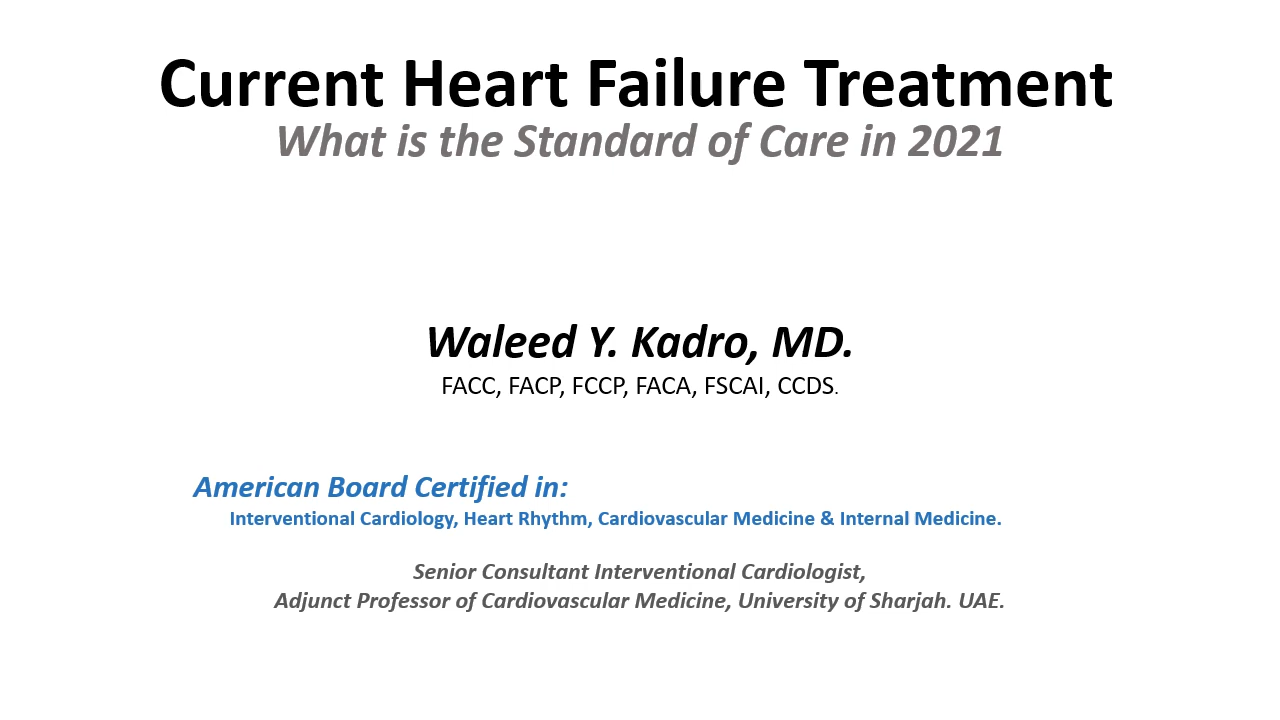 Current Heart Failure Treatment
What is the Standard of Care in 2021
Waleed Y. Kadro, MD.
FACC, FACP, FCCP, FACA, FSCAI, CCDS.
American Board Certified in:
Interventional Cardiology, Heart Rhythm, Cardiovascular Medicine & Internal Medicine.
Senior Consultant Interventional Cardiologist,
Adjunct Professor of Cardiovascular Medicine, University of Sharjah. UAE.